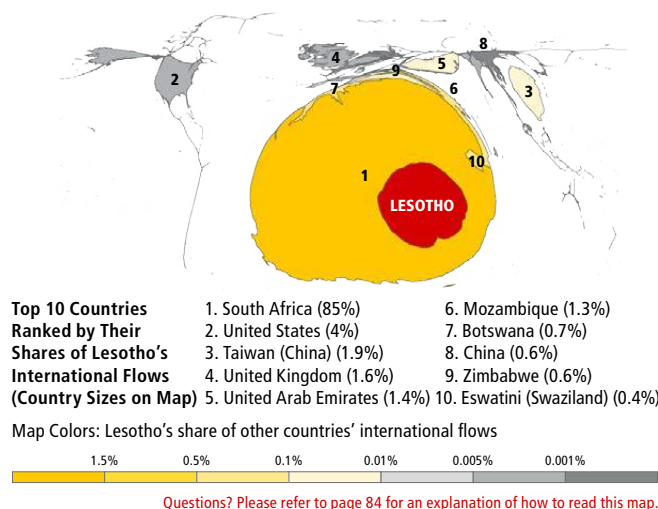 8
4
5
2
9
7
6
3
10
1
LESOTHO
Top 10 Countries
Ranked by Their
Shares of Lesotho's
International Flows
(Country Sizes on Map)
1. South Africa (85%)
2. United States (4%)
3. Taiwan (China) (1.9%)
4. United Kingdom (1.6%)
5. United Arab Emirates (1.4%)
6. Mozambique (1.3%)
7. Botswana (0.7%)
8. China (0.6%)
9. Zimbabwe (0.6%)
10. Eswatini (Swaziland) (0.4%)
Map Colors: Lesotho's share of other countries' international flows
1.5% 0.5% 0.1% 0.01% 0.005% 0.001%
Questions? Please refer to page 84 for an explanation of how to read this map.